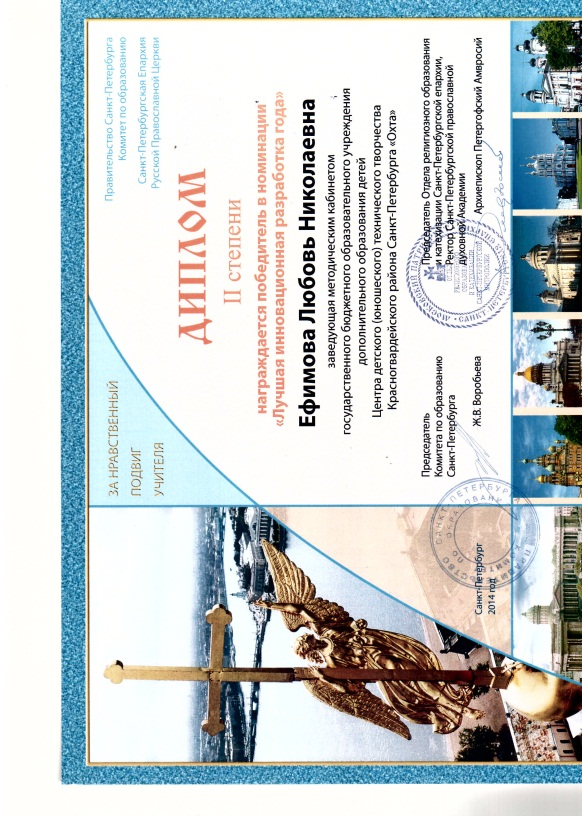 Правительство Санкт-Петербурга
Комитет по образованию
Санкт-Петербургская Епархия
Русской Православной Церкви
ЗА НРАВСТВЕННЫЙ
ПОДВИГ
УЧИТЕЛЯ
ДИПЛОМ
II степени
награждается победитель в номинации
«Лучшая инновационная разработка года»
Ефимова Любовь Николаевна
заведующая методическим кабинетом
государственного бюджетного образовательного учреждения
дополнительного образования детей
Центра детского (юношеского) технического творчества
Красногвардейского района Санкт-Петербурга «Охта»
Председатель
Комитета по образованию
Санкт-Петербурга
Ж.В. Воробьева
Председатель Отдела религиозного образования
и катехизации Санкт-Петербургской епархии,
Ректор Санкт-Петербургской православной
духовной Академии
Архиепископ Петергофский Амвросий
Санкт-Петербург
2014 год